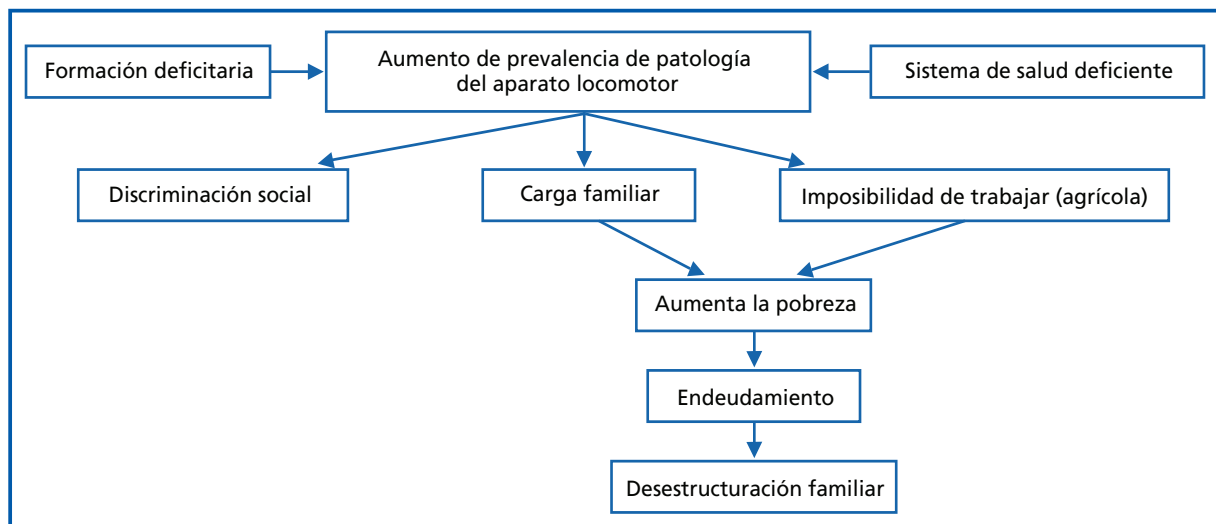 Formación deficitaria
Aumento de prevalencia de patología
del aparato locomotor
Sistema de salud deficiente
Discriminación social
Carga familiar
Imposibilidad de trabajar (agrícola)
Aumenta la pobreza
Endeudamiento
Desestructuración familiar